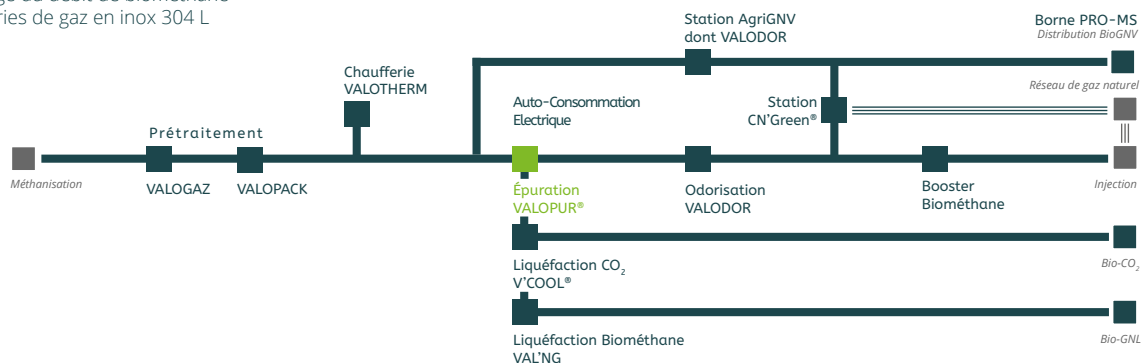 ries de gaz en inox 304 L
Station AgriGNV
dont VALODOR
Borne PRO-MS
Distribution BioGNV
Chaufferie
VALOTHERM
Réseau de gaz naturel
Auto-Consommation
Electrique
Station
CN'Green®
Prétraitement
Méthanisation
VALOGAZ
VALOPACK
Épuration
VALOPUR®
Odorisation
VALODOR
Booster
Biométhane
Injection
Liquéfaction CO₂
V'COOL®
Bio-CO₂
Liquéfaction Biométhane
VAL'NG
Bio-GNL